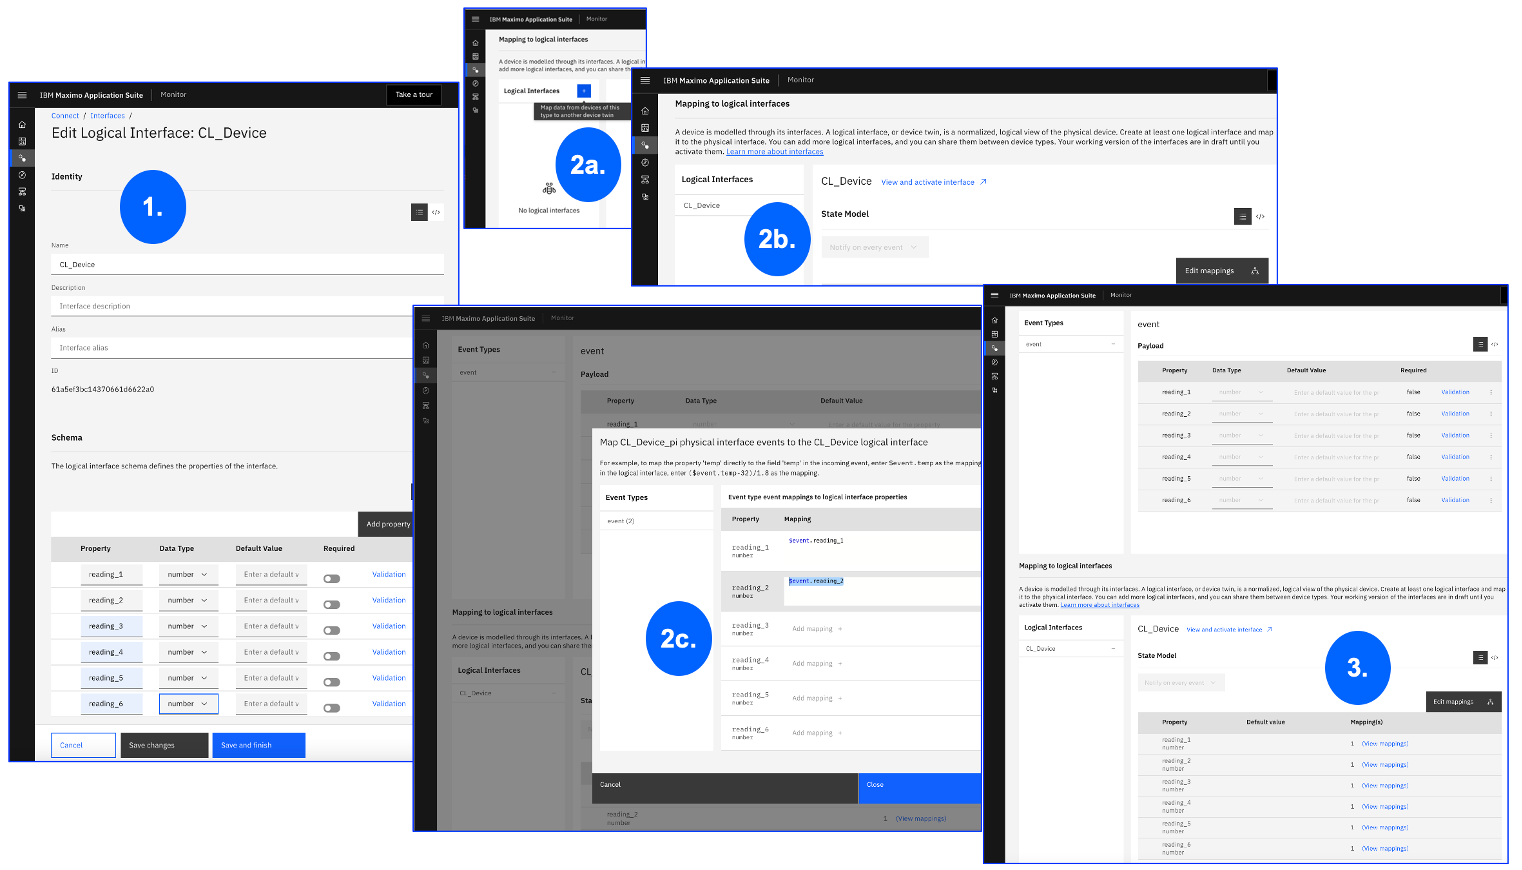 IBM Maximo Application Suite Monitor
Take a tour
Connect / Interfaces /
Edit Logical Interface: CL_Device
Identity
1.
Name
CL_Device
Description
Interface description
Alias
Interface alias
ID
61a5ef3bc14370661d6622a0
Schema
The logical interface schema defines the properties of the interface.
Add property
Property Data Type Default Value Required
reading_1 number Enter a default v Validation
reading_2 number Enter a default v Validation
reading_3 number Enter a default v Validation
reading_4 number Enter a default v Validation
reading_5 number Enter a default v Validation
reading_6 number Enter a default v Validation
Cancel Save changes Save and finish
IBM Maximo Application Suite Monitor
Mapping to logical interfaces
A device is modelled through its interfaces. A logical in
add more logical interfaces, and you can share the
Logical Interfaces +
Map data from devices of this
type to another device twin
2a.
No logical interfaces
IBM Maximo Application Suite Monitor
Mapping to logical interfaces
A device is modelled through its interfaces. A logical interface, or device twin, is a normalized, logical view of the physical device. Create at least one logical interface and map
it to the physical interface. You can add more logical interfaces, and you can share them between device types. Your working version of the interfaces are in draft until you
activate them. Learn more about interfaces
Logical Interfaces
CL_Device
CL_Device View and activate interface
State Model
2b.
Notify on every event
Edit mappings
IBM Maximo Application Suite Monitor
Event Types
event
event
Payload
Property Data Type Default Value
reading_1
Map CL_Device_pi physical interface events to the CL_Device logical interface
For example, to map the property 'temp' directly to the field 'temp' in the incoming event, enter $event.temp as the mapping
in the logical interface. enter ($event.temp-32)/1.8 as the mapping.
Event Types
event (2)
Event type event mappings to logical interface properties
Property Mapping
reading_1 $event.reading_1
number
reading_2 $event.reading_2
number
reading_3 Add mapping +
number
reading_4 Add mapping +
number
reading_5 Add mapping +
number
reading_6 Add mapping +
number
2c.
Cancel Close
Mapping to logical interfaces
A device is modelled through its interfaces. A l
more logical interfaces, and you can share the
Logical Interfaces
CL_Device
CL
Sta
reading_2 1 (View mappings)
number
IBM Maximo Application Suite Monitor
Event Types
event
event
Payload
Property Data Type Default Value Required
reading_1 number Enter a default value for the pr false Validation
reading_2 number Enter a default value for the pr false Validation
reading_3 number Enter a default value for the pr false Validation
reading_4 number Enter a default value for the pr false Validation
reading_5 number Enter a default value for the pr false Validation
reading_6 number Enter a default value for the pr false Validation
Mapping to logical interfaces
A device is modelled through its interfaces. A logical interface, or device twin, is a normalized, logical view of the physical device. Create at least one logical interface and map
it to the physical interface. You can add more logical interfaces, and you can share them between device types. Your working version of the interfaces are in draft until you
activate them. Learn more about interfaces
Logical Interfaces
CL_Device
CL_Device View and activate interface
State Model
3.
Notify on every event
Edit mappings
Property Default value Mapping(s)
reading_1 1 (View mappings)
number
reading_2 1 (View mappings)
number
reading_3 1 (View mappings)
number
reading_4 1 (View mappings)
number
reading_5 1 (View mappings)
number
reading_6 1 (View mappings)
number